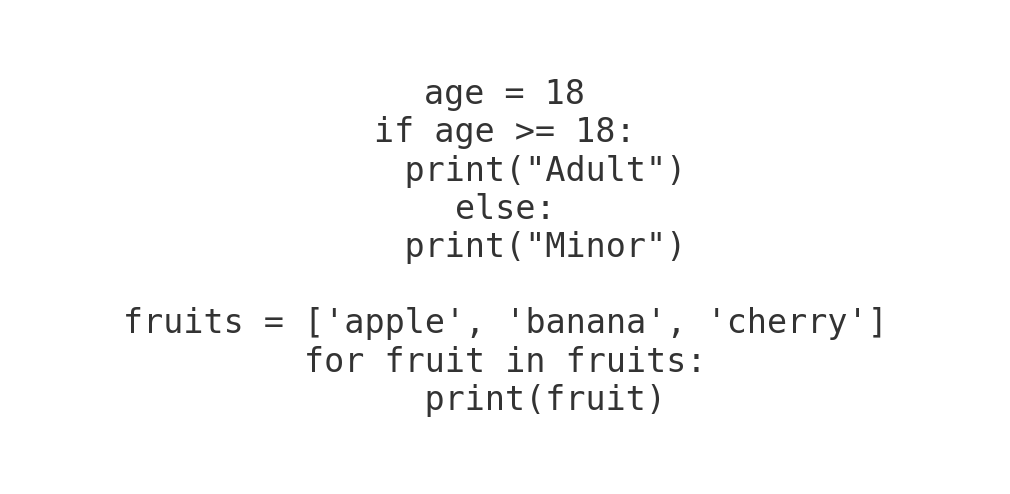 age = 18
if age >= 18:
    print("Adult")
else:
    print("Minor")

fruits = ['apple', 'banana', 'cherry']
for fruit in fruits:
    print(fruit)